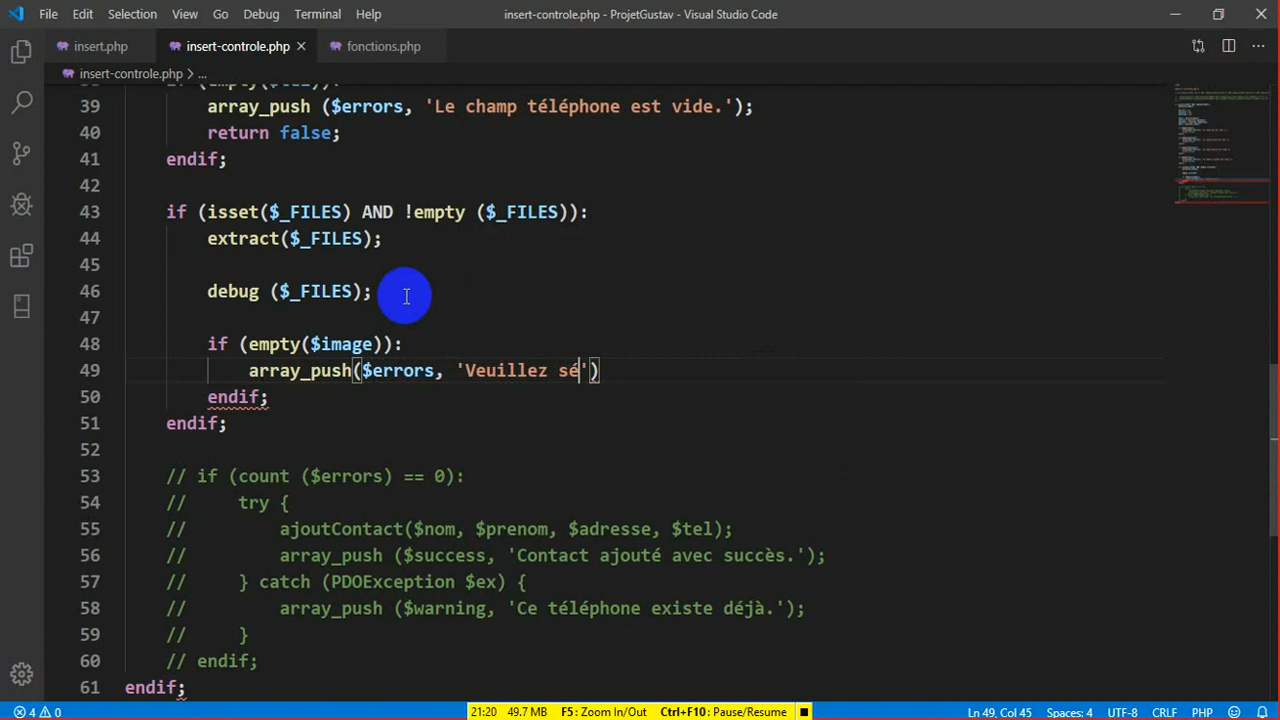 File Edit Selection View Go Debug Terminal Help insert-controle.php - ProjetGustav - Visual Studio Code
insert.php insert-controle.php fonctions.php
insert-controle.php > ...
39 array_push ($errors, 'Le champ téléphone est vide.');
40 return false;
41 endif;
42
43 if (isset($_FILES) AND !empty ($_FILES)):
44 extract($_FILES);
45
46 debug ($_FILES);
47
48 if (empty($image)):
49 array_push($errors, 'Veuillez sé')
50 endif;
51 endif;
52
53 // if (count ($errors) == 0):
54 // try {
55 // ajoutContact($nom, $prenom, $adresse, $tel);
56 // array_push ($success, 'Contact ajouté avec succès.');
57 // } catch (PDOException $ex) {
58 // array_push ($warning, 'Ce téléphone existe déjà.');
59 // }
60 // endif;
61 endif;
4 0 21:20 49.7 MB F5: Zoom In/Out Ctrl+F10: Pause/Resume Ln 49, Col 45 Spaces: 4 UTF-8 CRLF PHP